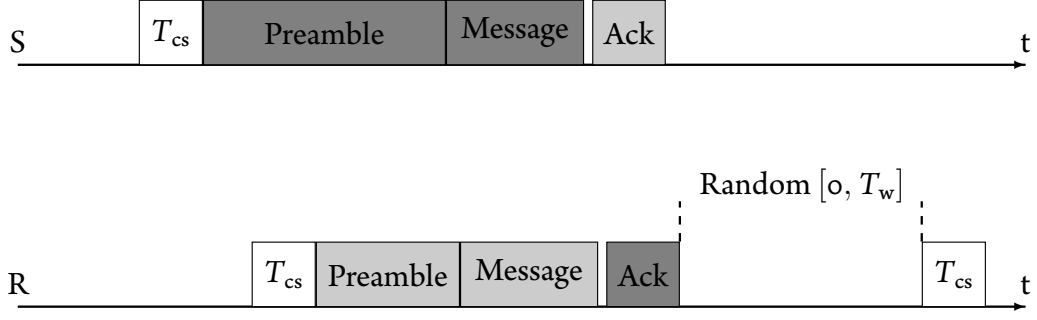 S T_cs Preamble Message Ack t
Random [0, T_w]
R T_cs Preamble Message Ack T_cs t